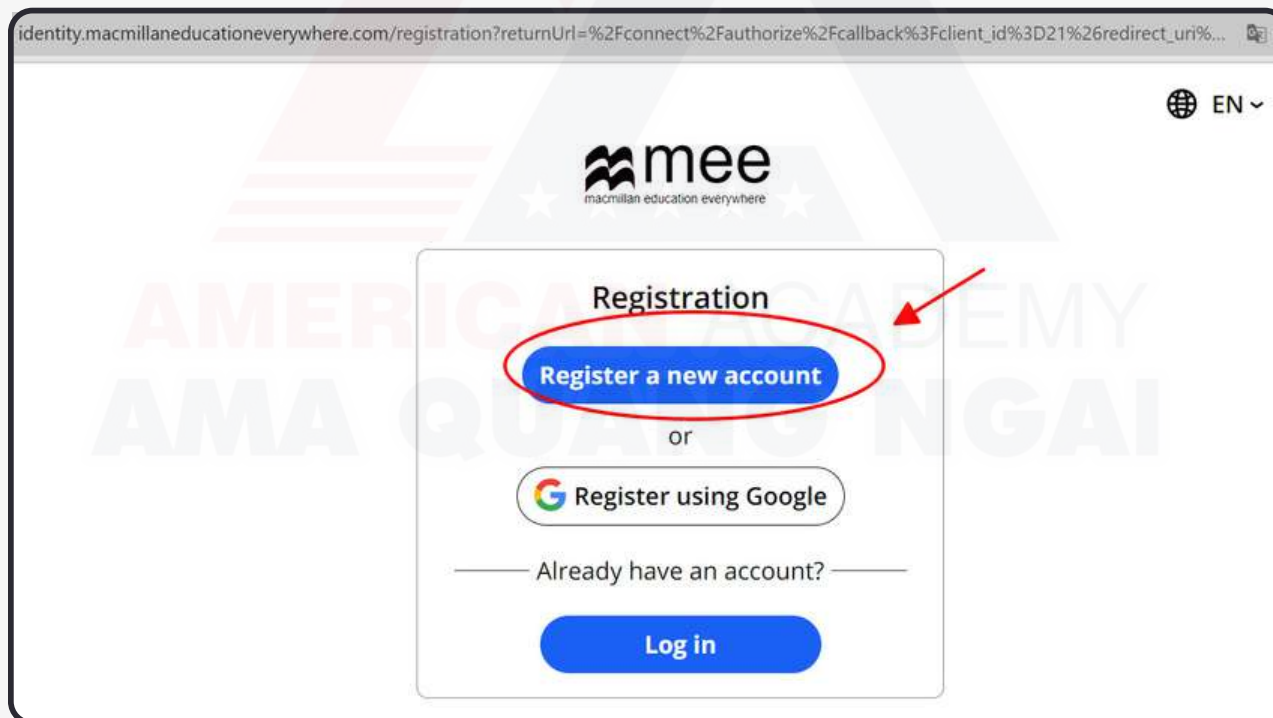 identity.macmillaneducationeverywhere.com/registration?returnUrl=%2Fconnect%2Fauthorize%2Fcallback%3Fclient_id%3D21%26redirect_uri%...
EN
mee
macmillan education everywhere
Registration
AMERICAN ACADEMY
Register a new account
AMA QUANG NGAI
or
Register using Google
Already have an account?
Log in